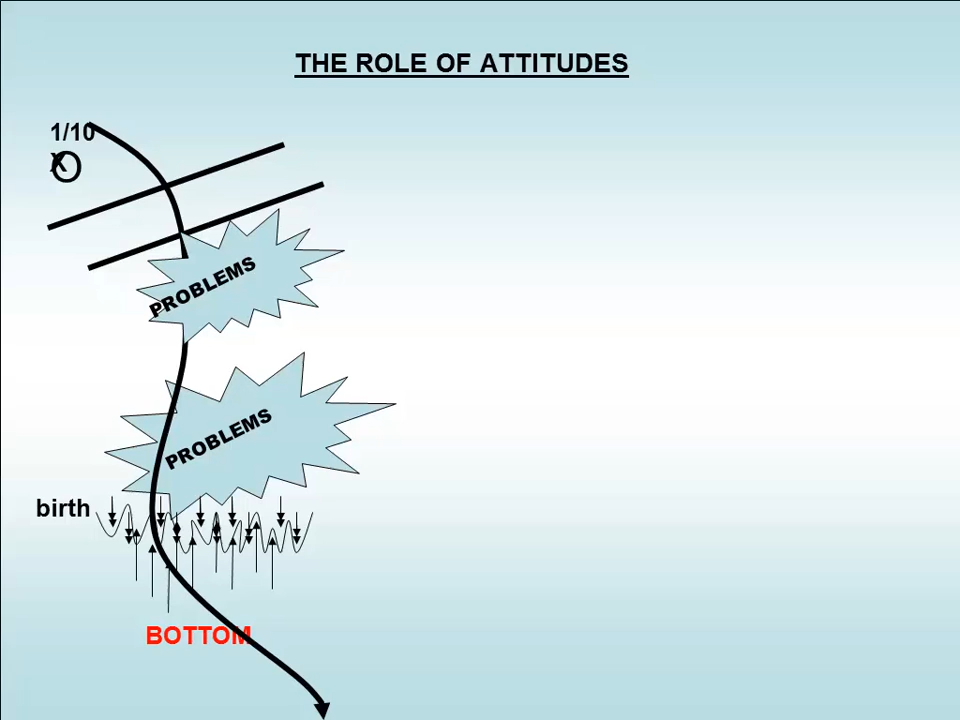 THE ROLE OF ATTITUDES
1/10
X
PROBLEMS
PROBLEMS
birth
BOTTOM